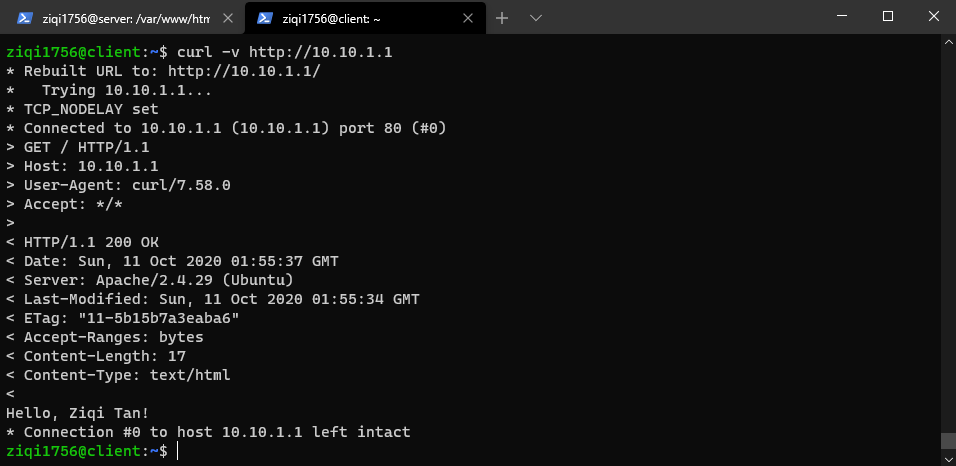 ziqi1756@server: /var/www/htm
ziqi1756@client: ~
ziqi1756@client:~$ curl -v http://10.10.1.1
* Rebuilt URL to: http://10.10.1.1/
*   Trying 10.10.1.1...
* TCP_NODELAY set
* Connected to 10.10.1.1 (10.10.1.1) port 80 (#0)
> GET / HTTP/1.1
> Host: 10.10.1.1
> User-Agent: curl/7.58.0
> Accept: */*
>
< HTTP/1.1 200 OK
< Date: Sun, 11 Oct 2020 01:55:37 GMT
< Server: Apache/2.4.29 (Ubuntu)
< Last-Modified: Sun, 11 Oct 2020 01:55:34 GMT
< ETag: "11-5b15b7a3eaba6"
< Accept-Ranges: bytes
< Content-Length: 17
< Content-Type: text/html
<
Hello, Ziqi Tan!
* Connection #0 to host 10.10.1.1 left intact
ziqi1756@client:~$